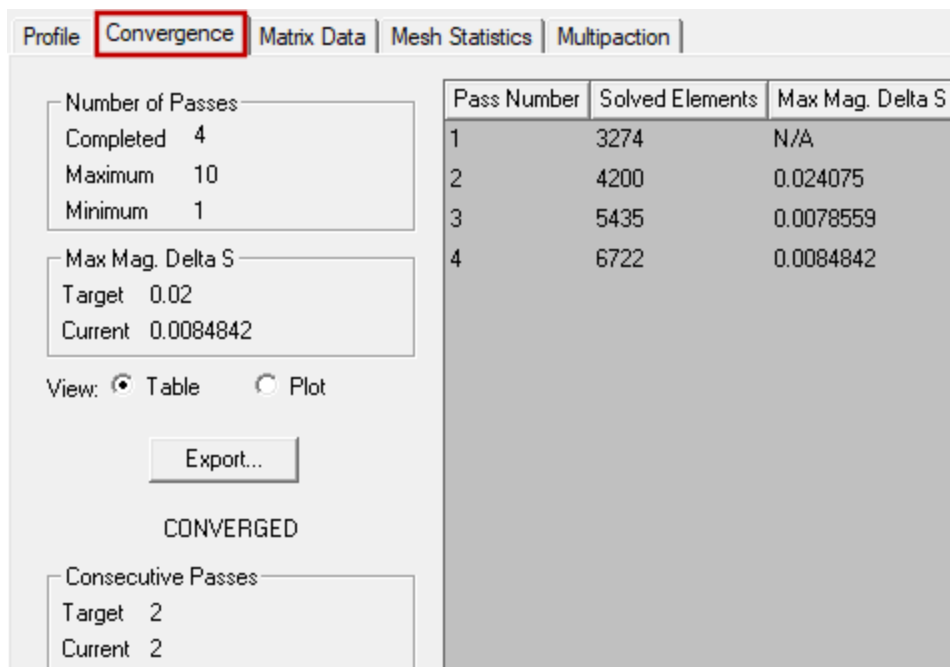 Profile Convergence Matrix Data Mesh Statistics Multipaction
Number of Passes
Completed 4
Maximum 10
Minimum 1
Max Mag. Delta S
Target 0.02
Current 0.0084842
View: Table Plot
Export...
CONVERGED
Consecutive Passes
Target 2
Current 2
Pass Number Solved Elements Max Mag. Delta S
1 3274 N/A
2 4200 0.024075
3 5435 0.0078559
4 6722 0.0084842